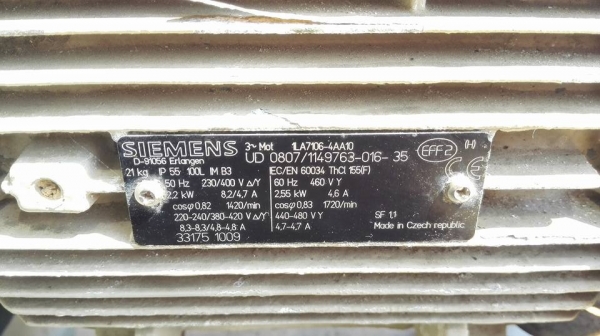 SIEMENS 3~ Mot 1LA7106-4AA10
D-91056 Erlangen UD 0807/1149763-016-35 EFF2
21 kg IP 55 100L IM B3 IEC/EN 60034 ThCl 155(F) CE
50 Hz 230/400 V Δ/Y 60 Hz 460 V Y
2,2 kW 8,2/4,7 A 2,55 kW 4,6 A
cosφ 0,82 1420/min cosφ 0,83 1720/min
220-240/380-420 V Δ/Y 440-480 V Y SF 1.1
8,3-8,3/4,8-4,8 A 4,7-4,7 A Made in Czech republic
33175 1009